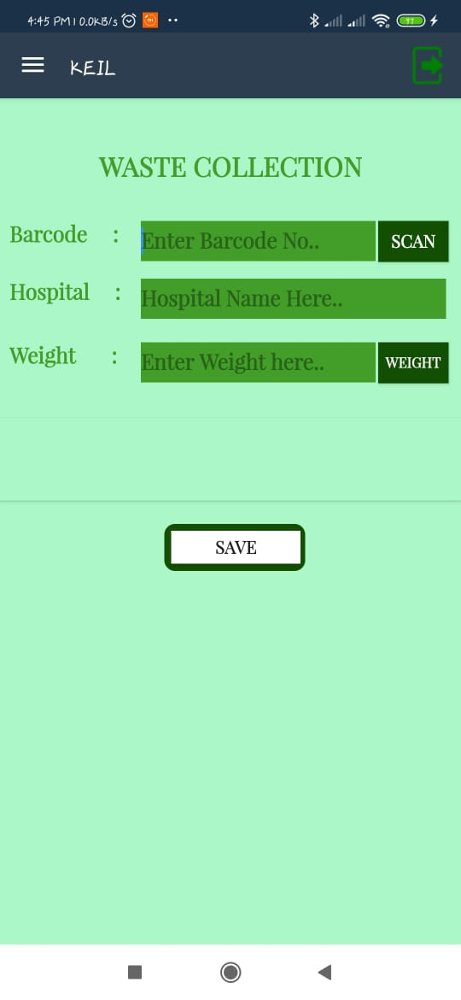 4:45 PM | 0.0KB/s
97
KEIL
WASTE COLLECTION
Barcode : Enter Barcode No.. SCAN
Hospital : Hospital Name Here..
Weight : Enter Weight here.. WEIGHT
SAVE